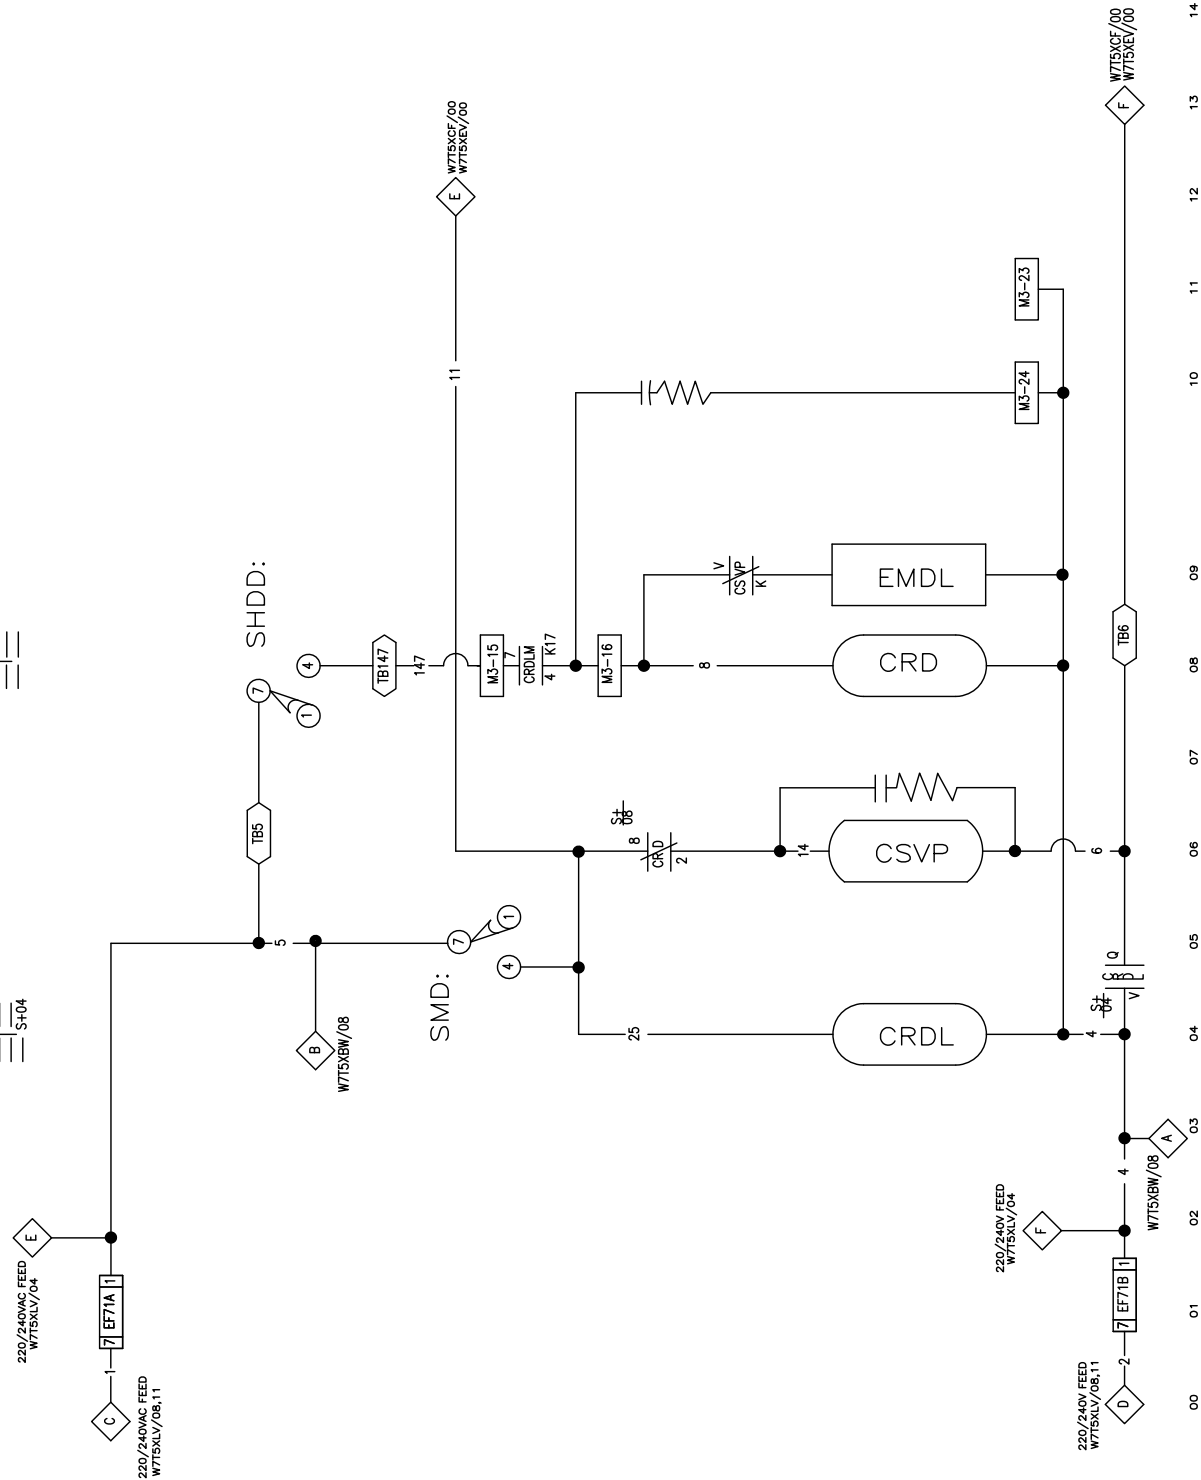 S+04
220/240VAC FEED
W7T5XLV/08,11
C
1
7 EF71A 1
220/240VAC FEED
W7T5XLV/04
E
TB5
5
B
W7T5XBW/08
SHDD:
7
1
4
TB147
147
SMD:
7
1
4
11
E
W7T5XCF/00
W7T5XEV/00
M3-15
7
CRDLM
4
K17
M3-16
8
CRD
V
CSVP
K
EMDL
S+
08
8
CRD
2
14
CSVP
6
25
CRDL
4
M3-24
M3-23
220/240V FEED
W7T5XLV/08,11
D
2
7 EF71B 1
220/240V FEED
W7T5XLV/04
F
4
A
W7T5XBW/08
S+
04
V
CRDL
Q
TB6
F
W7T5XCF/00
W7T5XEV/00
00
01
02
03
04
05
06
07
08
09
10
11
12
13
14